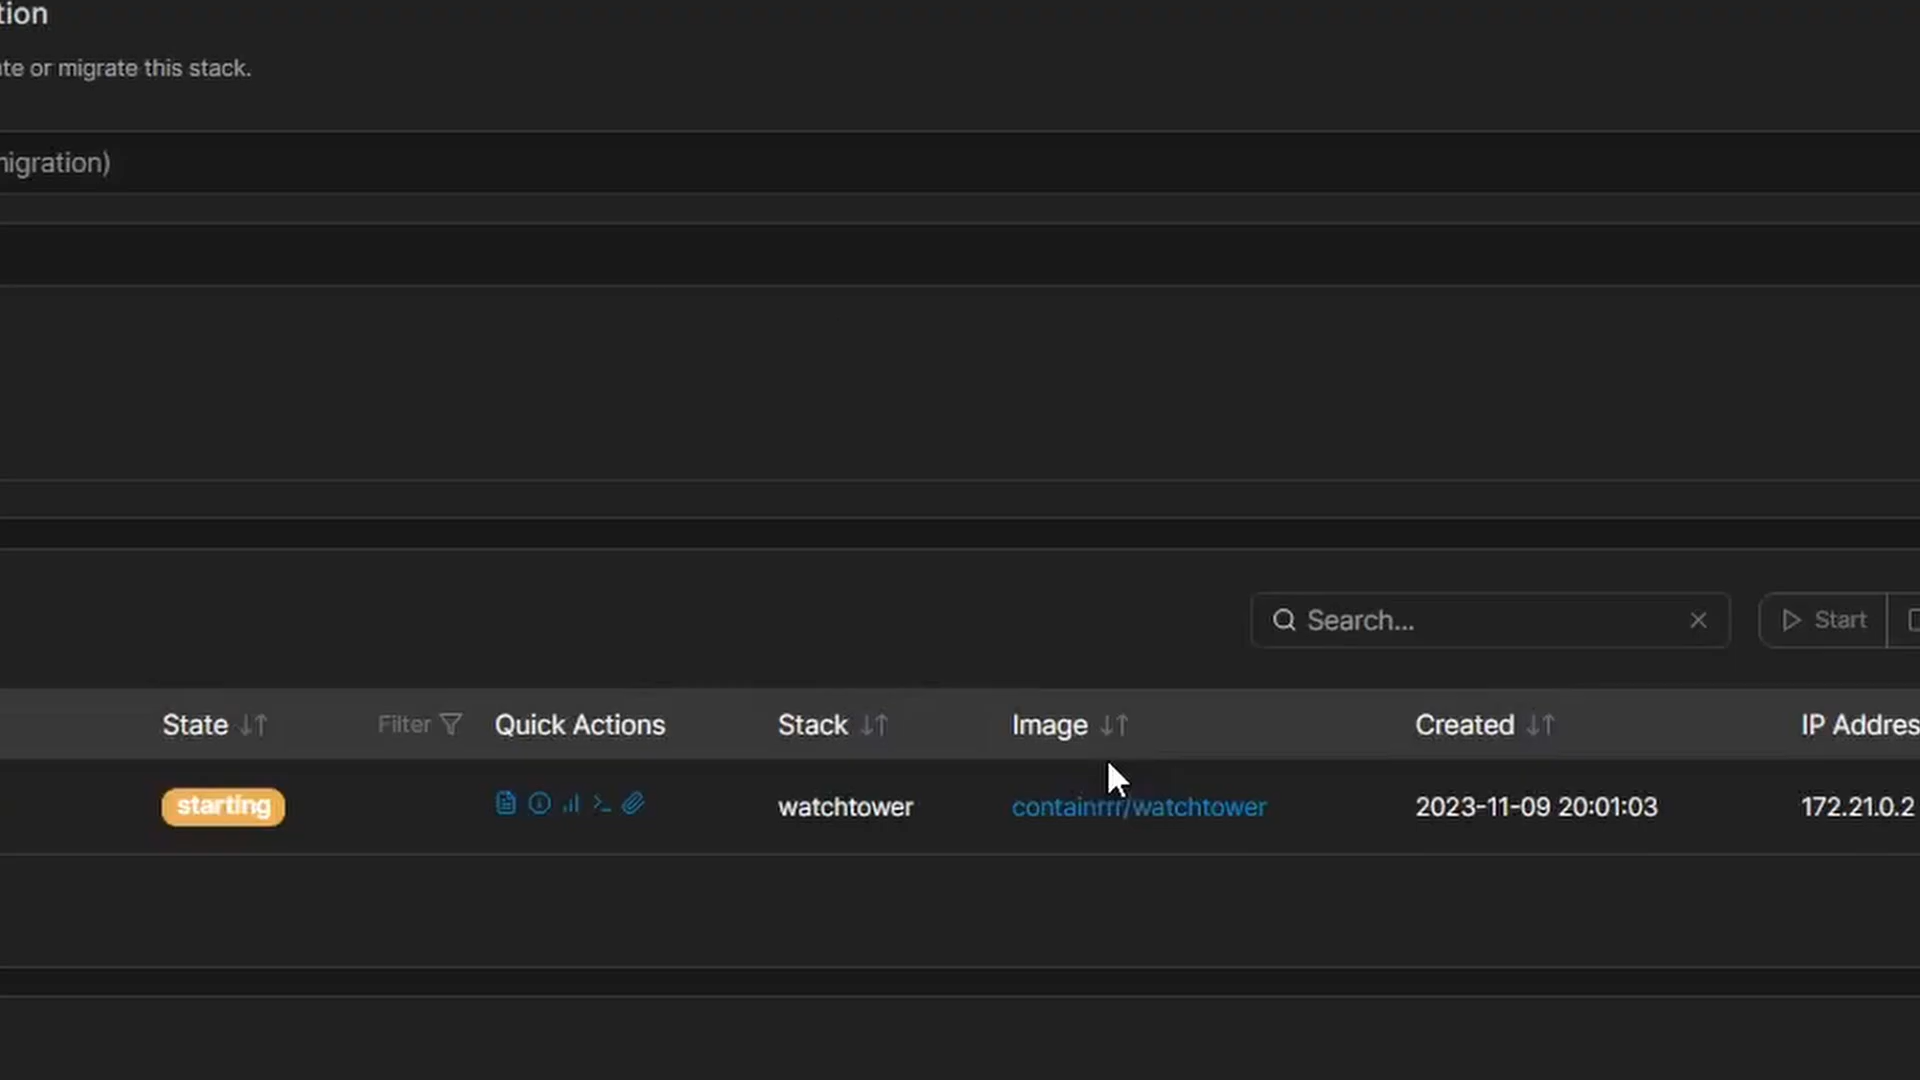 tion
te or migrate this stack.
migration)
Search...
Start
State Filter Quick Actions Stack Image Created IP Addres
starting watchtower containrrr/watchtower 2023-11-09 20:01:03 172.21.0.2